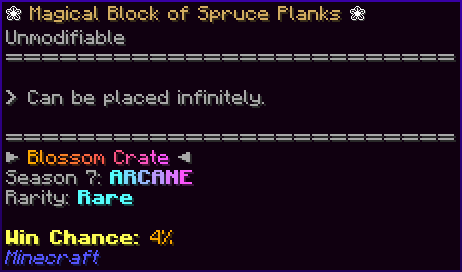 ❀ Magical Block of Spruce Planks ❀
Unmodifiable
===========================
> Can be placed infinitely.
===========================
► Blossom Crate ◄
Season 7: ARCANE
Rarity: Rare
Win Chance: 4%
Minecraft